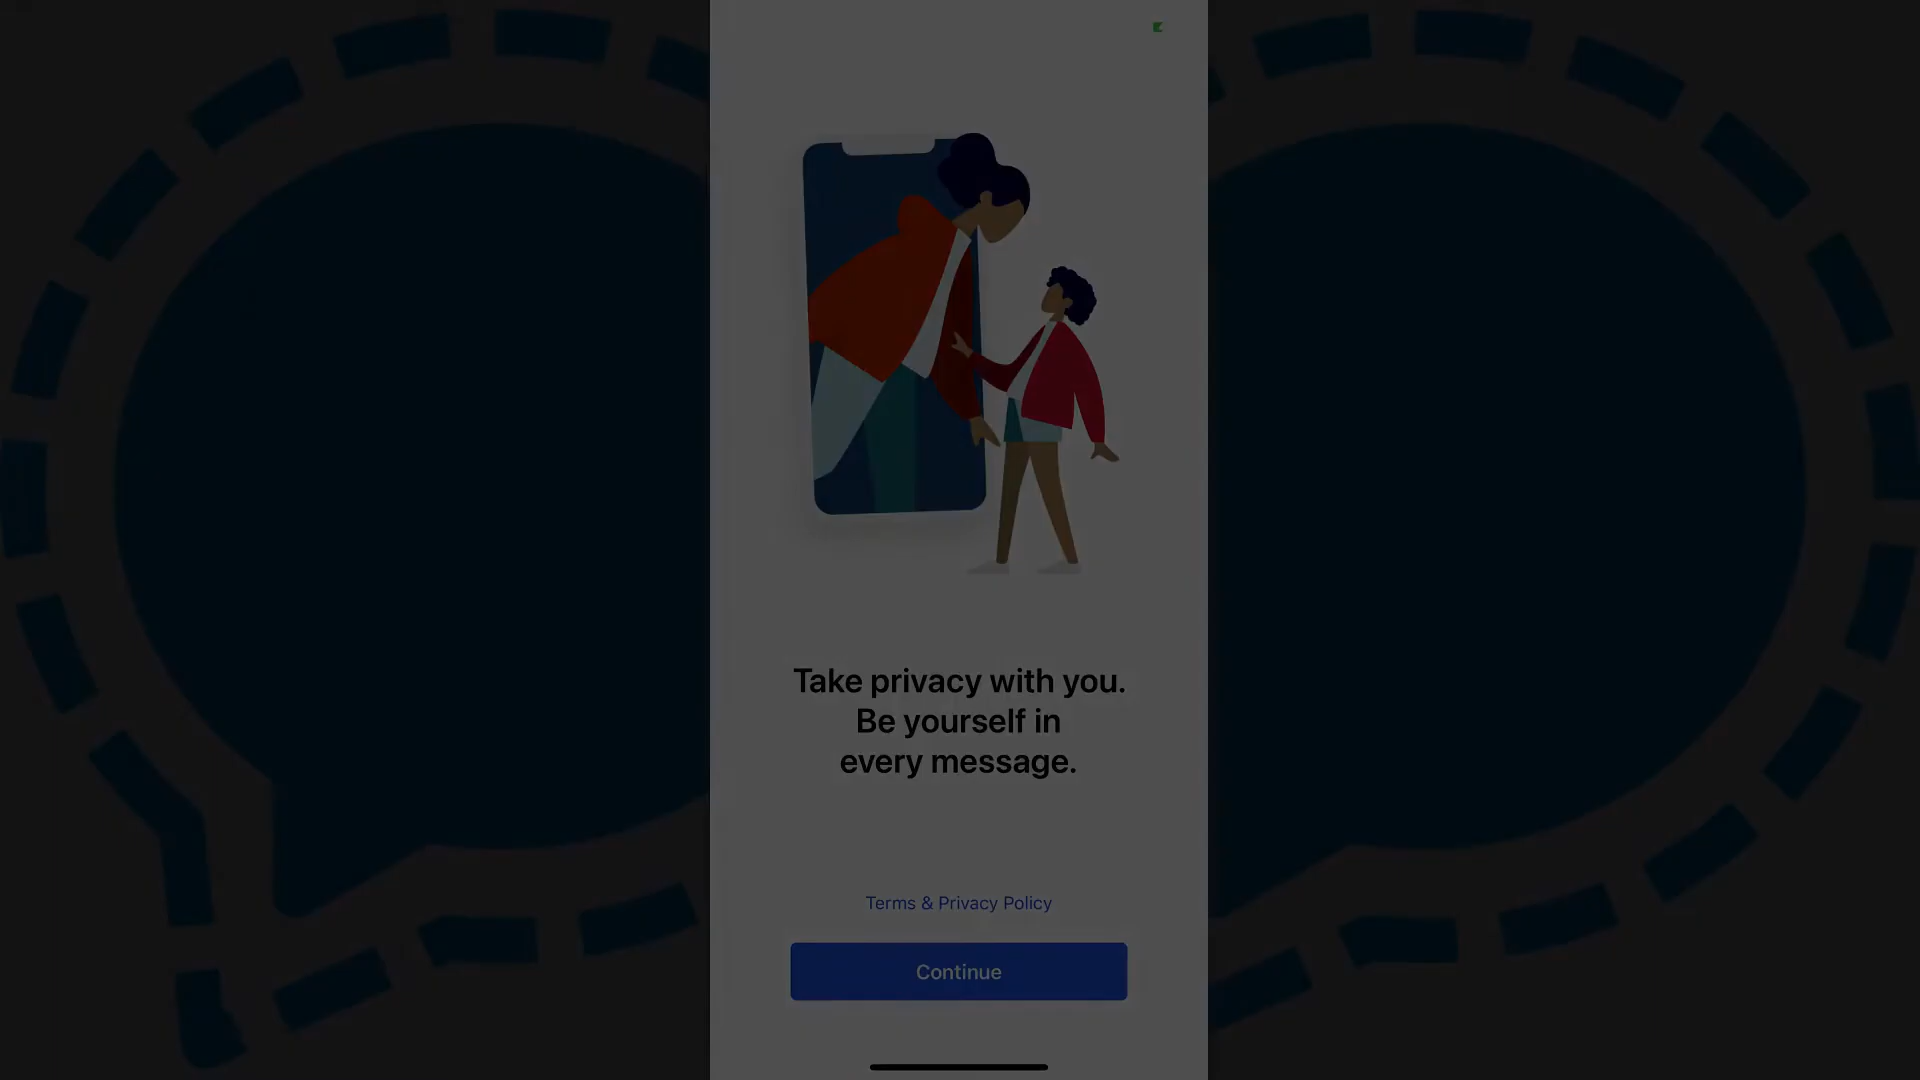 Take privacy with you.
Be yourself in
every message.
Terms & Privacy Policy
Continue